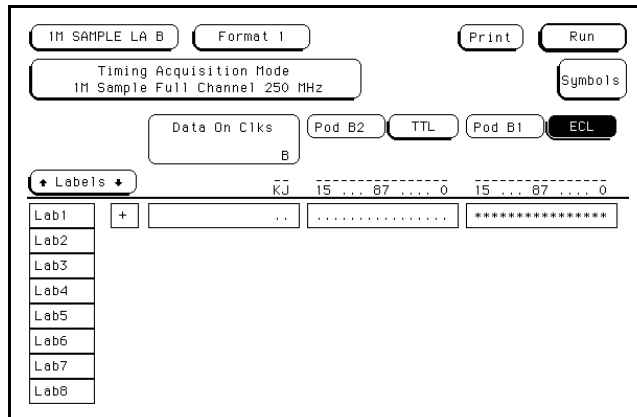 1M SAMPLE LA B Format 1 Print Run
Timing Acquisition Mode
1M Sample Full Channel 250 MHz
Symbols
Data On Clks Pod B2 TTL Pod B1 ECL
B
↑ Labels ↓
KJ 15 ... 87 .... 0 15 ... 87 .... 0
Lab1 + .. ................ ****************
Lab2
Lab3
Lab4
Lab5
Lab6
Lab7
Lab8